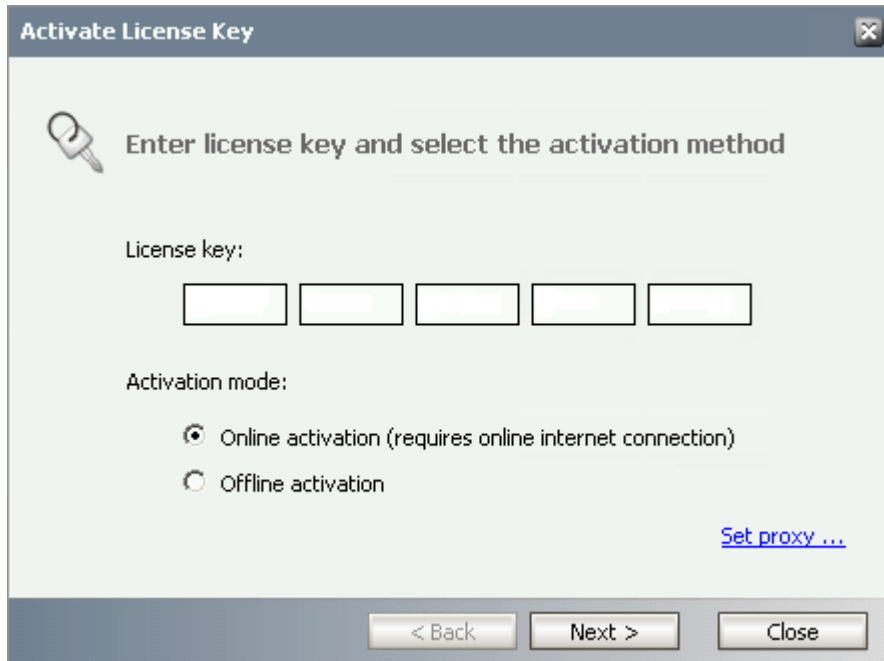 Activate License Key
Enter license key and select the activation method
License key:
Activation mode:
Online activation (requires online internet connection)
Offline activation
Set proxy ...
< Back Next > Close